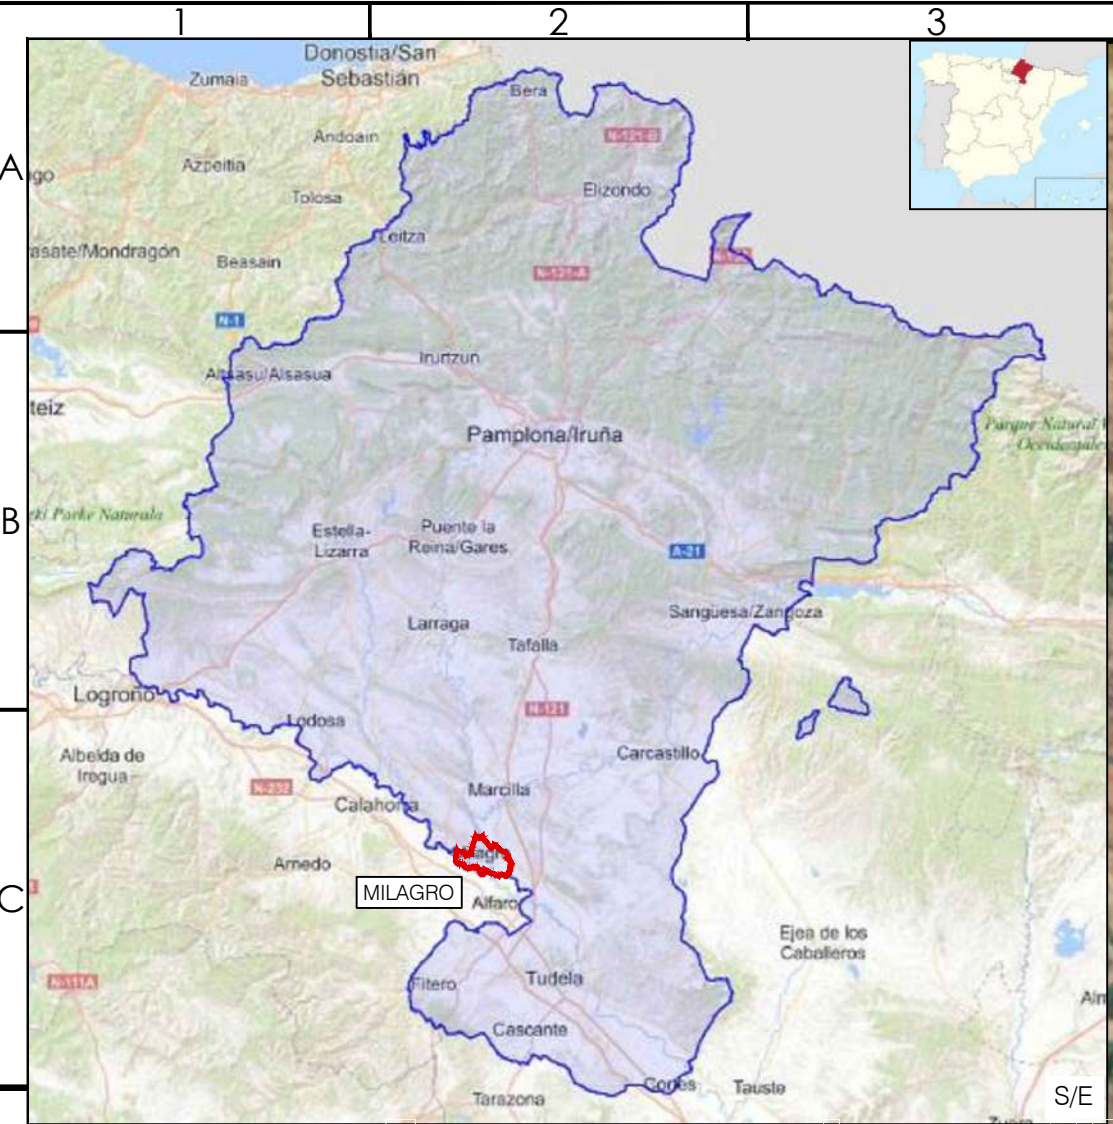 1
2
3
Donostia/San
Sebastián
Zumaia
Bera
Andoain
N-121-B
A
Azpeitia
Elizondo
Tolosa
Leitza
Beasain
N-121-A
N-1
Irurtzun
Altsasu/Alsasua
Pamplona/Iruña
Parque Natural
Occidentale
B
Parke Naturala
Estella-
Lizarra
Puente la
Reina/Gares
A-21
Larraga
Sangüesa/Zangoza
Tafalla
Logroño
N-121
Lodosa
Albelda de
Iregua
Carcastillo
N-232
Marcilla
Calahorra
Arnedo
C
MILAGRO
Alfaro
Ejea de los
Caballeros
N-111A
Fitero
Tudela
Cascante
Cortes
Tauste
Tarazona
S/E